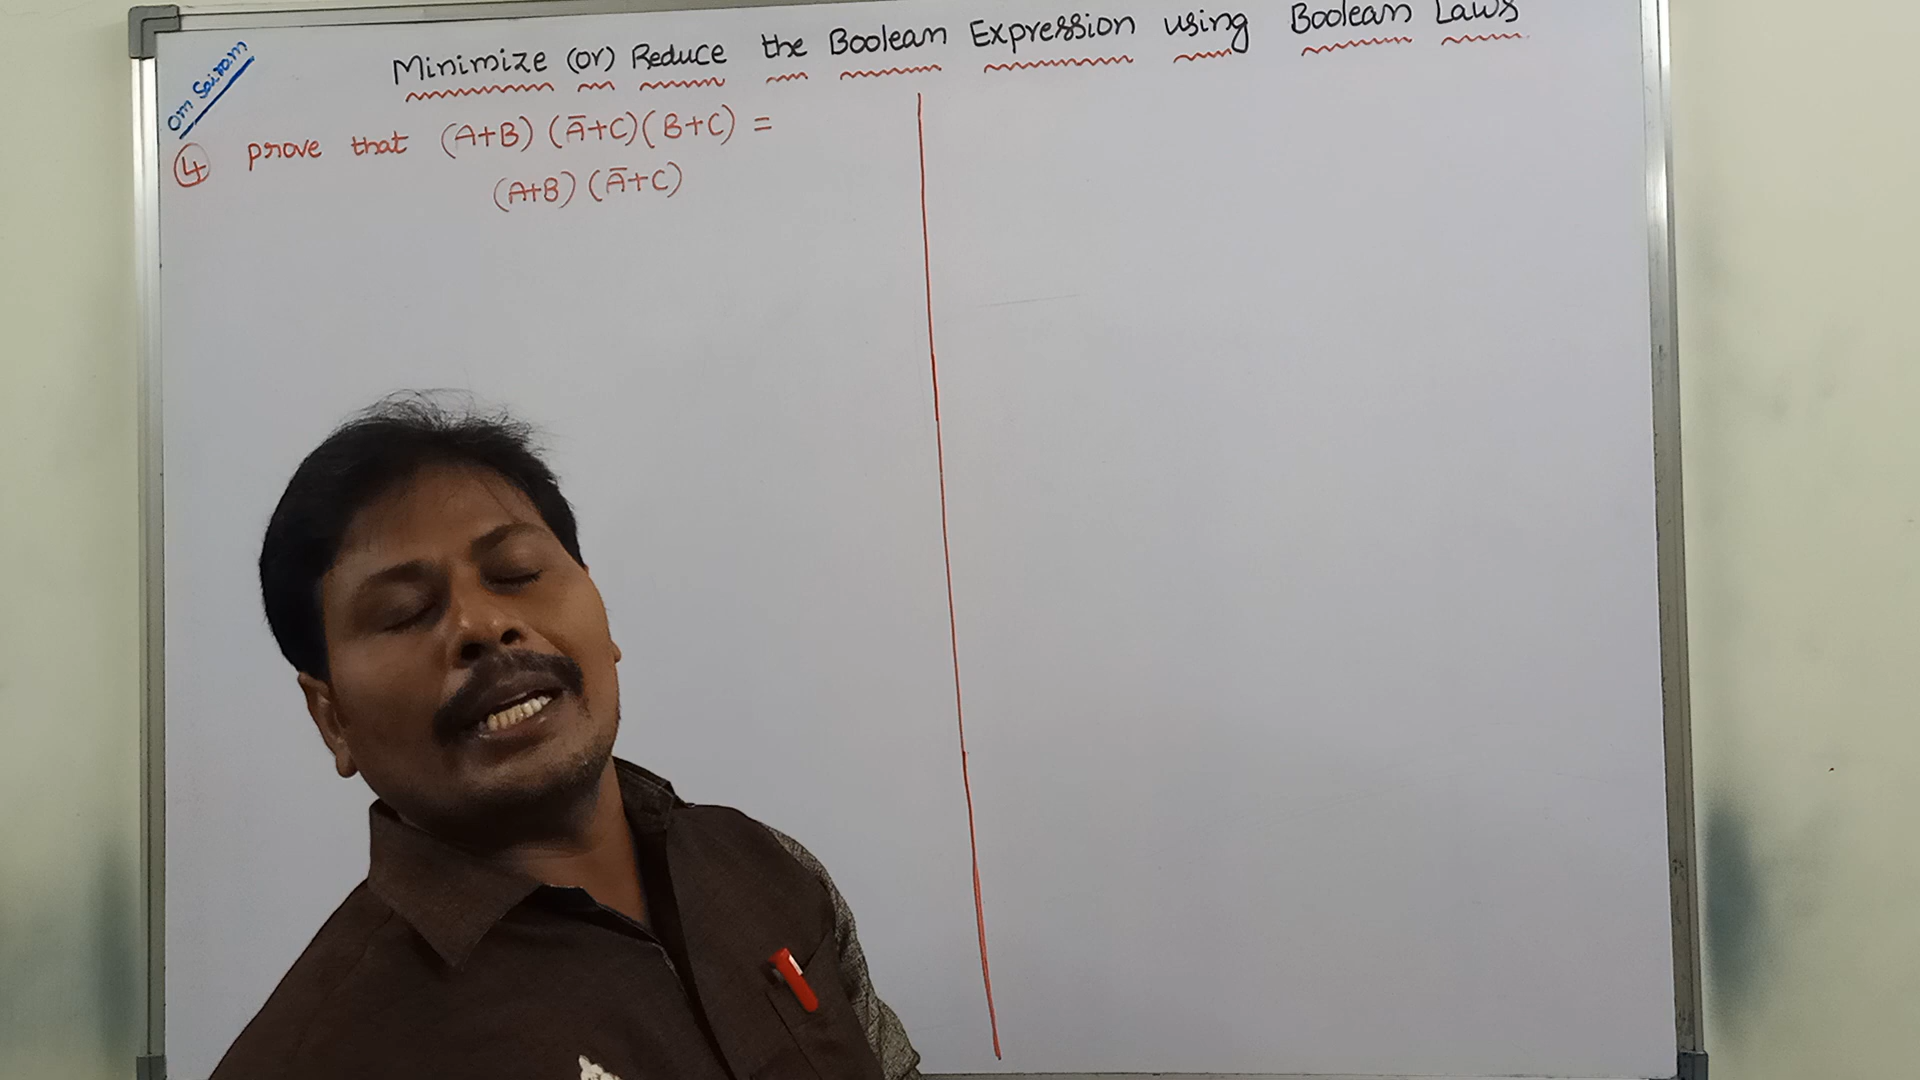 Minimize (or) Reduce the Boolean Expression using Boolean Laws
Om Sairam
④ prove that (A+B) (Ā+C) (B+C) =
(A+B) (Ā+C)